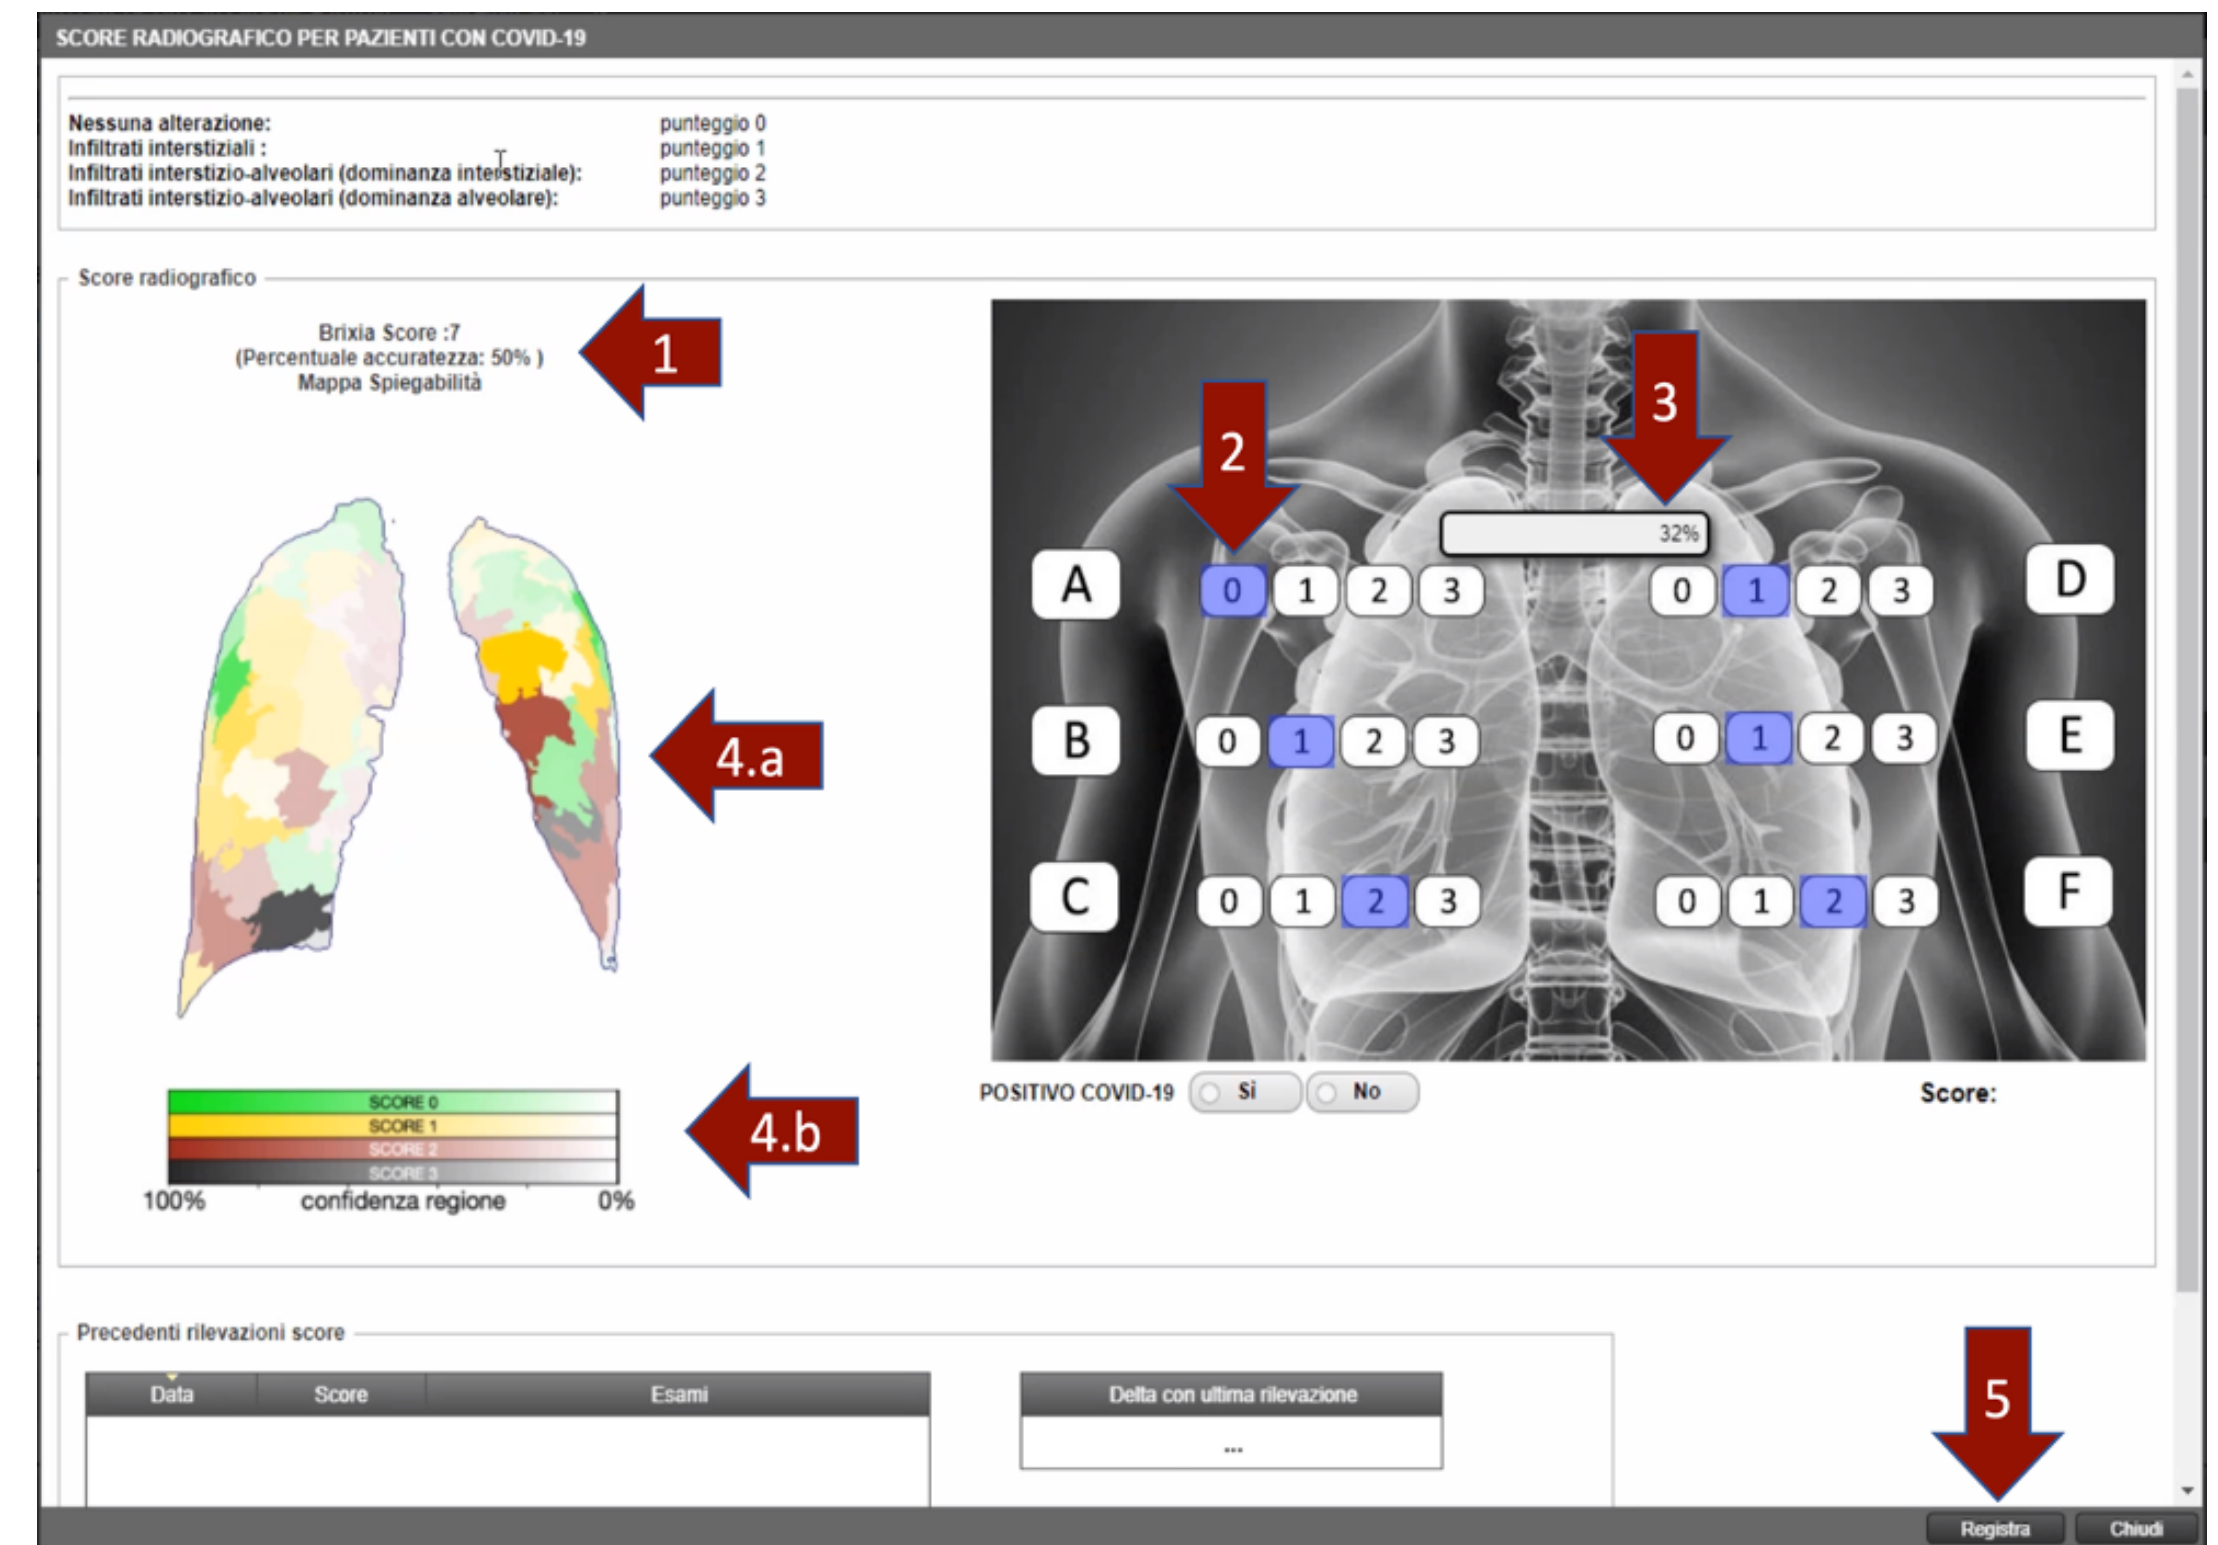 SCORE RADIOGRAFICO PER PAZIENTI CON COVID-19
Nessuna alterazione: punteggio 0
Infiltrati interstiziali : punteggio 1
Infiltrati interstizio-alveolari (dominanza interstiziale): punteggio 2
Infiltrati interstizio-alveolari (dominanza alveolare): punteggio 3
Score radiografico
Brixia Score :7
(Percentuale accuratezza: 50% )
Mappa Spiegabilità
1
2
3
32%
A 0 1 2 3 0 1 2 3 D
4.a
B 0 1 2 3 0 1 2 3 E
C 0 1 2 3 0 1 2 3 F
POSITIVO COVID-19 Si No Score:
SCORE 0
SCORE 1
SCORE 2
SCORE 3
100% confidenza regione 0%
4.b
Precedenti rilevazioni score
Data Score Esami
Delta con ultima rilevazione
...
5
Registra Chiudi